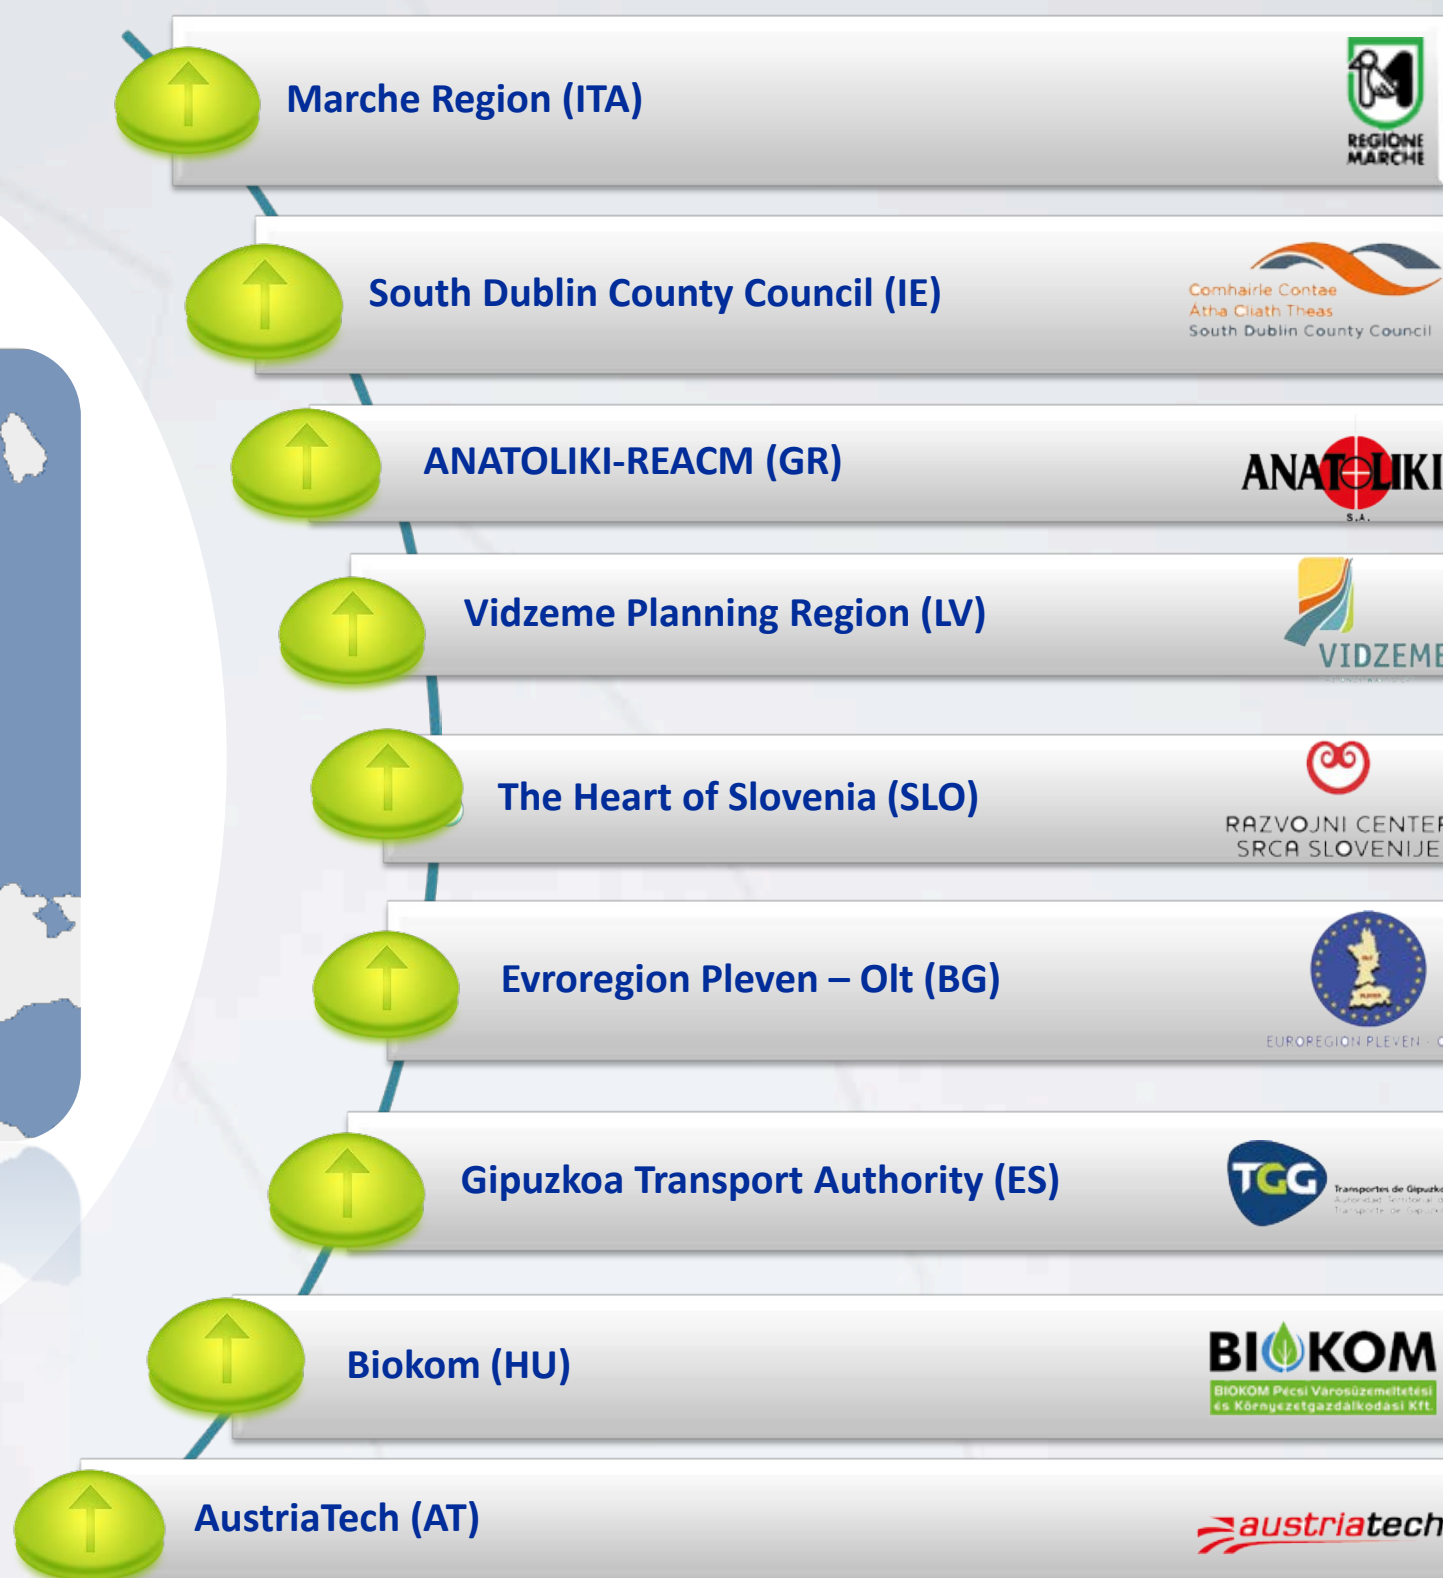 Marche Region (ITA)
REGIONE
MARCHE
South Dublin County Council (IE)
Comhairle Contae
Átha Cliath Theas
South Dublin County Council
ANATOLIKI-REACM (GR)
ANATOLIKI
S.A.
Vidzeme Planning Region (LV)
VIDZEME
The Heart of Slovenia (SLO)
RAZVOJNI CENTER
SRCA SLOVENIJE
Evroregion Pleven – Olt (BG)
EUROREGION PLEVEN -
Gipuzkoa Transport Authority (ES)
TGG
Transportes de
Biokom (HU)
BIOKOM
BIOKOM Pécsi Városüzemeltetési
és Környezetgazdálkodási Kft.
AustriaTech (AT)
austriatech